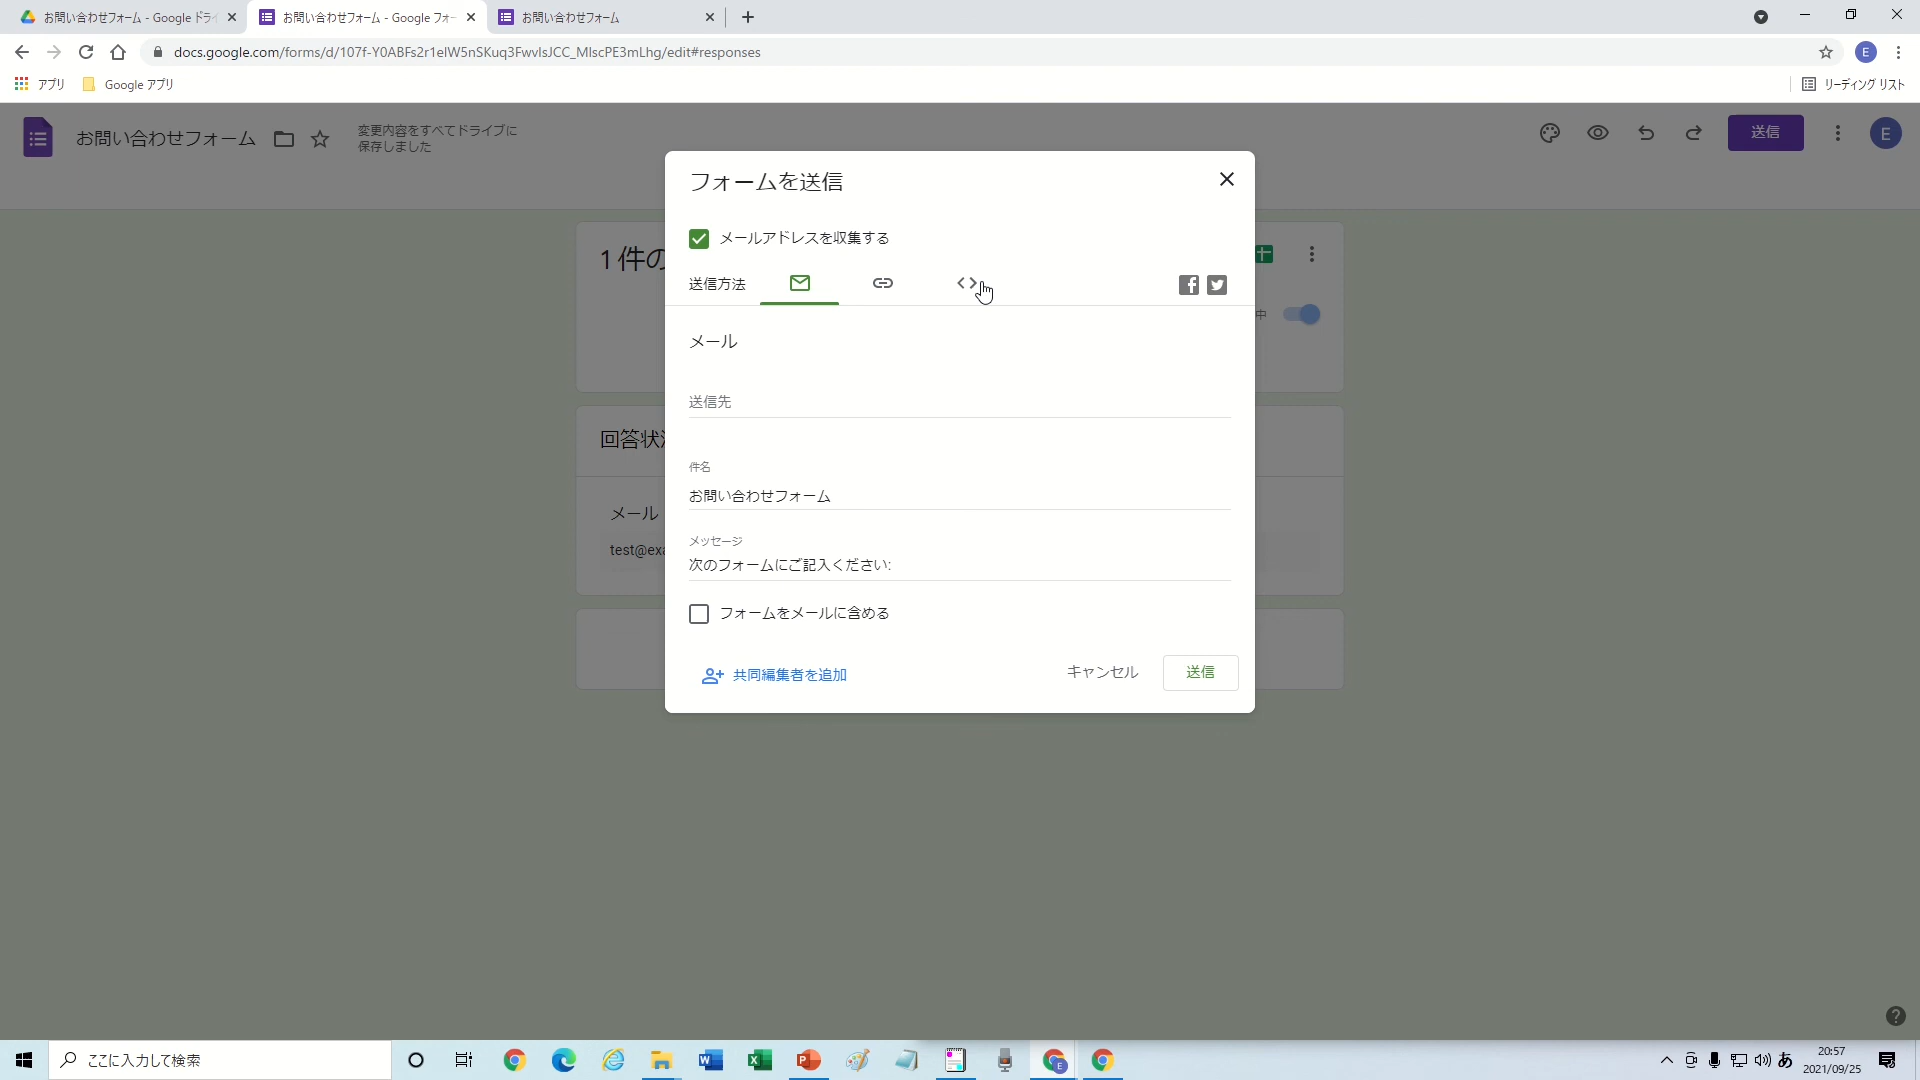 お問い合わせフォーム - Google ドライ
お問い合わせフォーム - Google フォー
お問い合わせフォーム
docs.google.com/forms/d/107f-Y0ABFs2r1elW5nSKuq3FwvlsJCC_MlscPE3mLhg/edit#responses
E
アプリ
Google アプリ
リーディング リスト
お問い合わせフォーム
変更内容をすべてドライブに
保存しました
送信
E
フォームを送信
メールアドレスを収集する
1 件の
送信方法
中
メール
送信先
回答状況
件名
お問い合わせフォーム
メール
メッセージ
test@exa
次のフォームにご記入ください:
フォームをメールに含める
共同編集者を追加
キャンセル
送信
ここに入力して検索
あ
20:57
2021/09/25